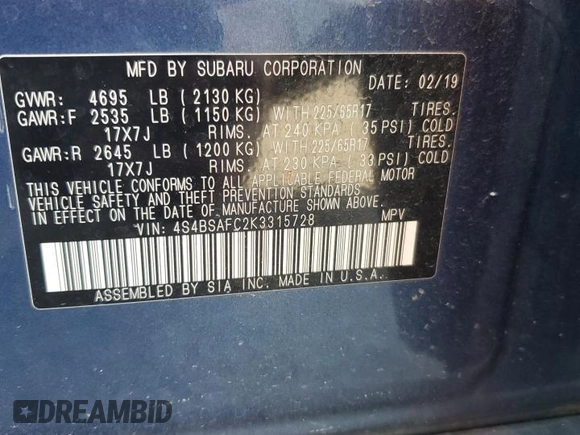 MFD BY SUBARU CORPORATION
GVWR: 4695 LB ( 2130 KG) DATE: 02/19
GAWR:F 2535 LB ( 1150 KG) WITH 225/65R17 TIRES.
17X7J RIMS. AT 240 KPA ( 35 PSI) COLD
GAWR:R 2645 LB ( 1200 KG) WITH 225/65R17 TIRES.
17X7J RIMS. AT 230 KPA ( 33 PSI) COLD
THIS VEHICLE CONFORMS TO ALL APPLICABLE FEDERAL MOTOR
VEHICLE SAFETY AND THEFT PREVENTION STANDARDS IN EFFECT
ON THE DATE OF MANUFACTURE SHOWN ABOVE.
VIN: 4S4BSAFC2K3315728 MPV
ASSEMBLED BY SIA INC. MADE IN U.S.A.
DREAMBID